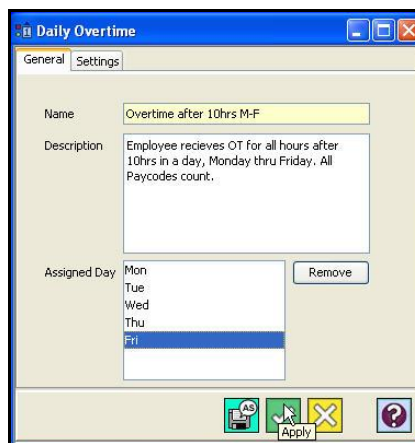 Daily Overtime
General Settings
Name Overtime after 10hrs M-F
Description Employee recieves OT for all hours after
10hrs in a day, Monday thru Friday. All
Paycodes count.
Assigned Day Mon Remove
Tue
Wed
Thu
Fri
AS ?
Apply